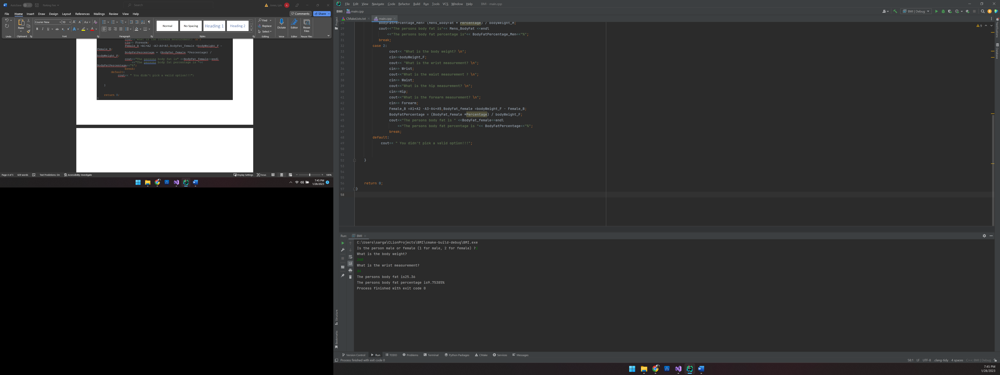 AutoSave Off Parking Fee Search Jones, Lyle JL
File Home Insert Draw Design Layout References Mailings Review View Help Comments Share
Courier New 10 Aa
Paste
Normal No Spacing Heading 1 Heading 2
Find
Replace
Select
Dictate Editor Reuse Files
Undo Clipboard Font Paragraph Styles Editing Voice Editor Reuse Files
cout<<"What is the forearm measurement? \n";
cin>> Forearm;
Female_B =A1+A2 -A3-A4+A5,BodyFat_female =bodyWeight_F -
Female_B;
BodyFatPercentage = (BodyFat_female *Percentage) /
bodyWeight_F;
cout<<"The persons body fat is" <<BodyFat_female<<endl
<<"The persons body fat percentage is "<<
BodyFatPercentage<<"%";
break;
default:
cout<< " You didn't pick a valid option!!!";
}
return 0;
}
Page 4 of 5 629 words Text Predictions: On Accessibility: Investigate Display Settings Focus 100%
7:45 PM
1/28/2023
3
File Edit View Navigate Code Refactor Build Run Tools VCS Window Help BMI - main.cpp
BMI main.cpp BMI | Debug
CMakeLists.txt main.cpp
Project
Notifications
Database
9
28 BodyFatPercentage_Men= (Mens_BodyFat * Percentage) / bodyWeight_M;
29 cout<<"The persons body fat is"<< Mens_BodyFat <<endl
30 <<"The persons body fat percentage is"<< BodyFatPercentage_Men<<"%";
31 break;
32 case 2:
33 cout<< "What is the body weight? \n";
34 cin>>bodyWeight_F;
35 cout<< "What is the wrist measurement? \n";
36 cin>> Wrist;
37 cout<<"What is the waist measurement ? \n";
38 cin>> Waist;
39 cout<<"What is the hip measurement? \n";
40 cin>>Hip;
41 cout<<"What is the forearm measurement? \n";
42 cin>> Forearm;
43 Female_B =A1+A2 -A3-A4+A5,BodyFat_female =bodyWeight_F - Female_B;
44 BodyFatPercentage = (BodyFat_female *Percentage) / bodyWeight_F;
45 cout<<"The persons body fat is " <<BodyFat_female<<endl
46 <<"The persons body fat percentage is "<< BodyFatPercentage<<"%";
47 break;
48 default:
49 cout<< " You didn't pick a valid option!!!";
50
51
52 }
53
54
55
56 return 0;
57 }
58
Run: BMI
C:\Users\sarga\CLionProjects\BMI\cmake-build-debug\BMI.exe
Is the person male or female (1 for male, 2 for female) ?1
What is the body weight?
260
What is the wrist measurement?
34
The persons body fat is25.36
The persons body fat percentage is9.75385%
Process finished with exit code 0
Structure
Bookmarks
Version Control Run TODO Problems Terminal Python Packages CMake Services Messages
Process finished with exit code 0 58:1 LF UTF-8 .clang-tidy 4 spaces C++: BMI | Debug
7:45 PM
1/28/2023